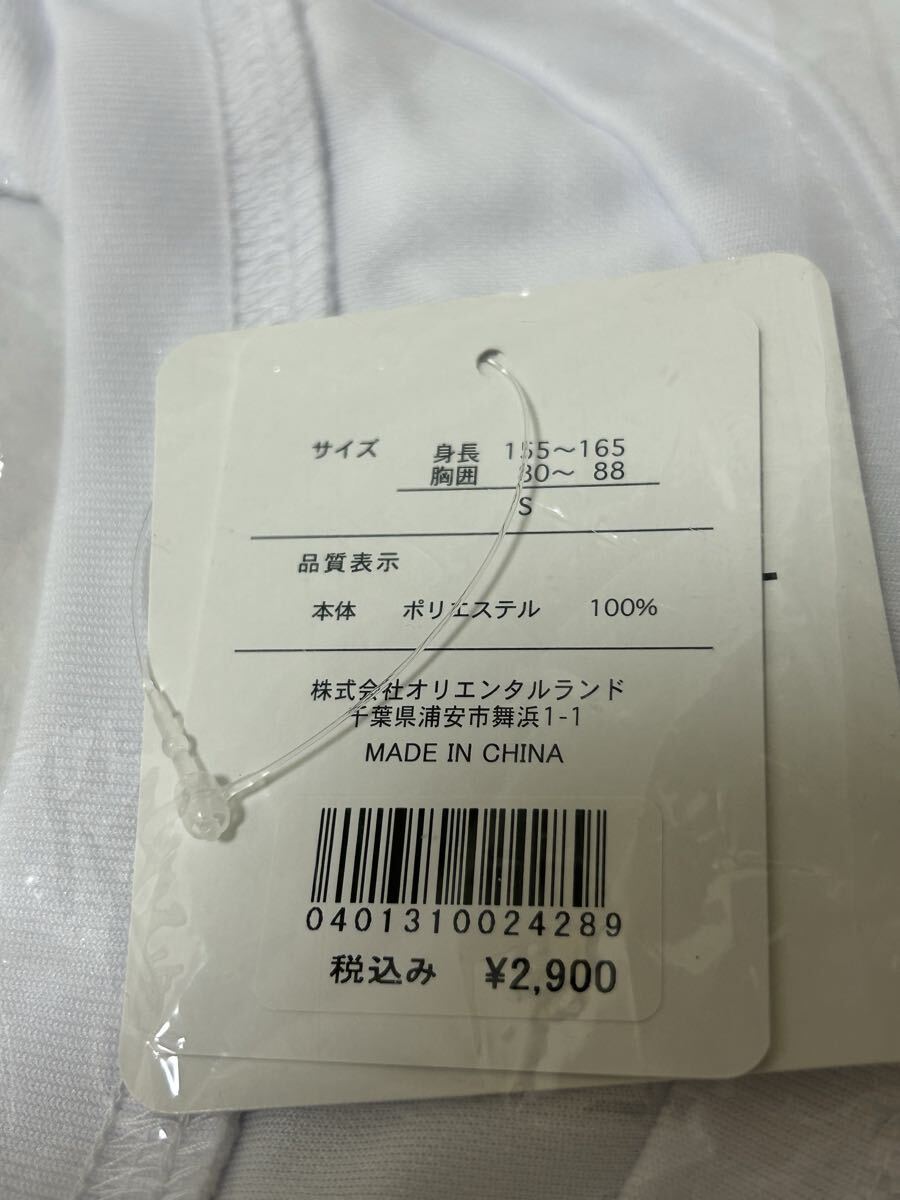 サイズ 身長 155～165
胸囲 80～ 88
S
品質表示
本体 ポリエステル 100%
株式会社オリエンタルランド
千葉県浦安市舞浜1-1
MADE IN CHINA
0401310024289
税込み ¥2,900